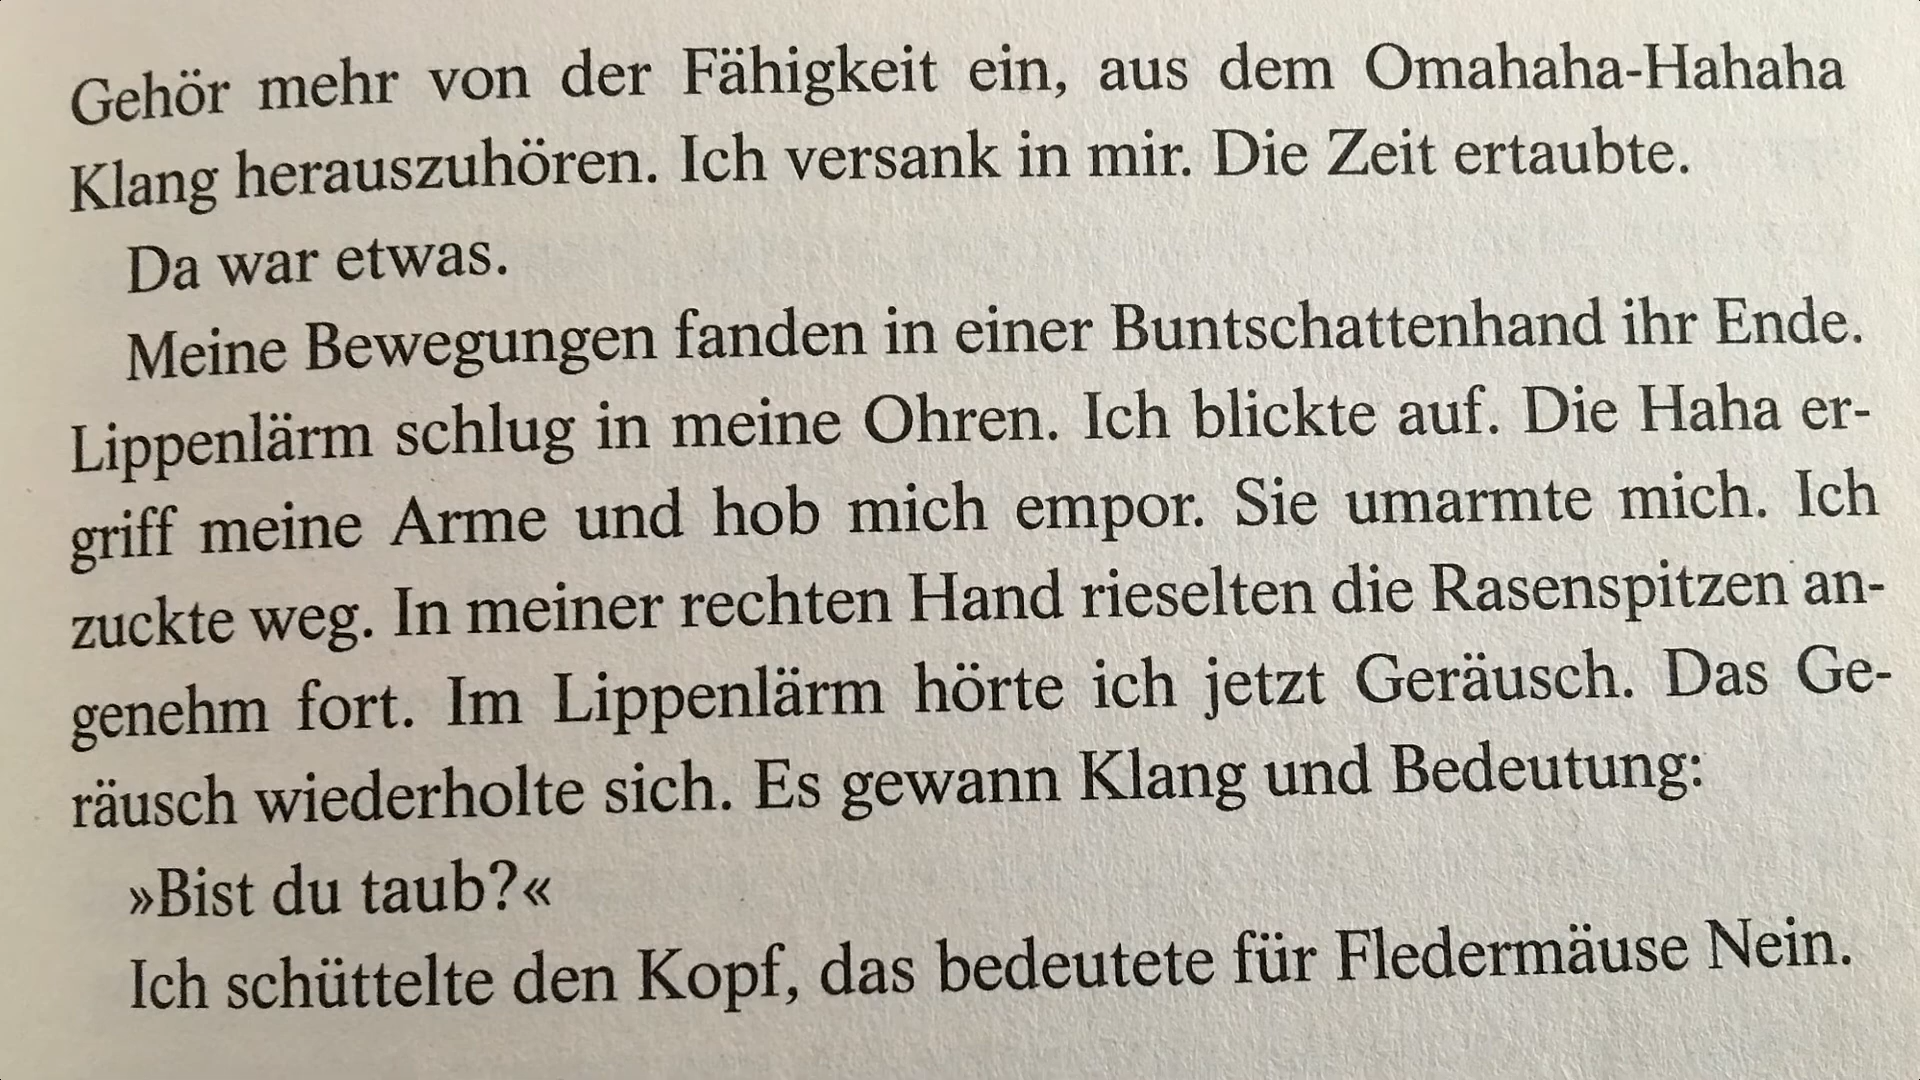 Gehör mehr von der Fähigkeit ein, aus dem Omahaha-Hahaha
Klang herauszuhören. Ich versank in mir. Die Zeit ertaubte.
Da war etwas.
Meine Bewegungen fanden in einer Buntschattenhand ihr Ende.
Lippenlärm schlug in meine Ohren. Ich blickte auf. Die Haha er-
griff meine Arme und hob mich empor. Sie umarmte mich. Ich
zuckte weg. In meiner rechten Hand rieselten die Rasenspitzen an-
genehm fort. Im Lippenlärm hörte ich jetzt Geräusch. Das Ge-
räusch wiederholte sich. Es gewann Klang und Bedeutung:
»Bist du taub?«
Ich schüttelte den Kopf, das bedeutete für Fledermäuse Nein.